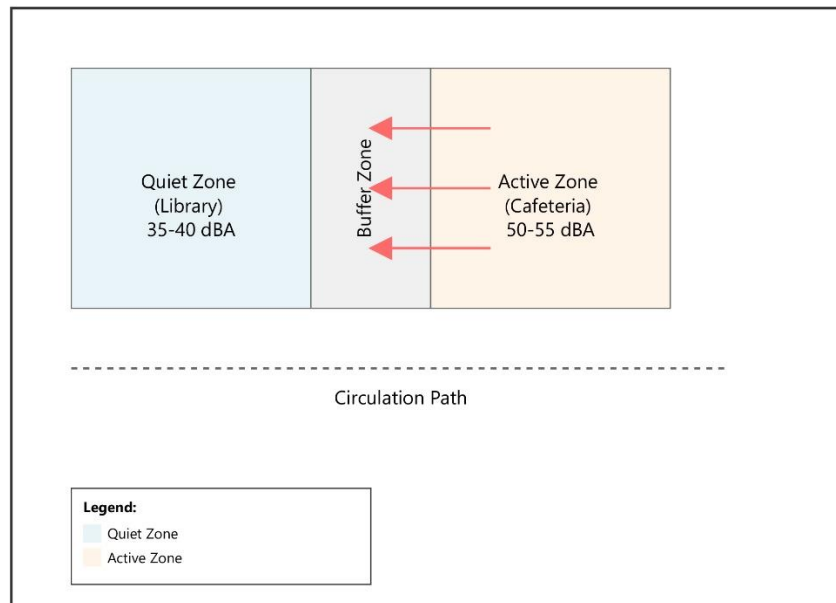 Quiet Zone
(Library)
35-40 dBA
Buffer Zone
Active Zone
(Cafeteria)
50-55 dBA
Circulation Path
Legend:
Quiet Zone
Active Zone